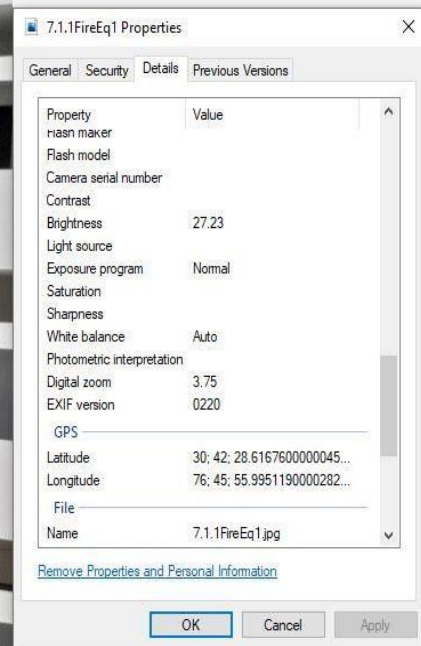 7.1.1FireEq1 Properties
General Security Details Previous Versions
Property Value
Flash maker
Flash model
Camera serial number
Contrast
Brightness 27.23
Light source
Exposure program Normal
Saturation
Sharpness
White balance Auto
Photometric interpretation
Digital zoom 3.75
EXIF version 0220
GPS
Latitude 30; 42; 28.6167600000045...
Longitude 76; 45; 55.9951190000282...
File
Name 7.1.1FireEq1.jpg
Remove Properties and Personal Information
OK Cancel Apply